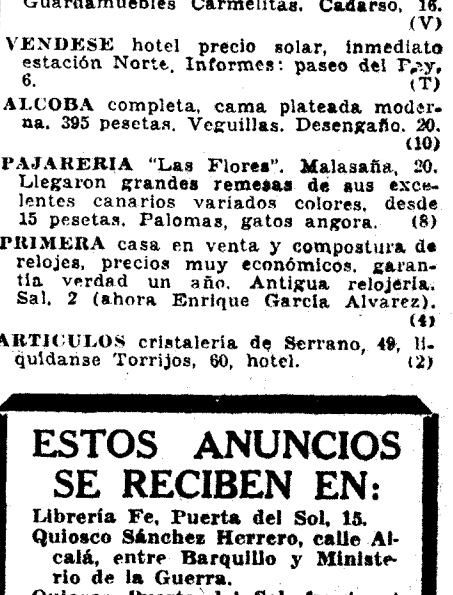 Guardamuebles Carmelitas. Cadarso, 16.
(V)
VENDESE hotel precio solar, inmediato
estación Norte. Informes: paseo del Rey,
6. (T)
ALCOBA completa, cama plateada moder-
na. 395 pesetas. Veguillas. Desengaño. 20.
(10)
PAJARERIA "Las Flores". Malasaña, 20.
Llegaron grandes remesas de sus exce-
lentes canarios variados colores, desde
15 pesetas. Palomas, gatos angora. (8)
PRIMERA casa en venta y compostura de
relojes, precios muy económicos, garan-
tía verdad un año. Antigua relojería.
Sal, 2 (ahora Enrique García Alvarez).
(4)
ARTICULOS cristalería de Serrano, 49, li-
quidanse Torrijos, 60, hotel. (2)
ESTOS ANUNCIOS
SE RECIBEN EN:
Librería Fe, Puerta del Sol, 15.
Quiosco Sánchez Herrero, calle Al-
calá, entre Barquillo y Ministe-
rio de la Guerra.